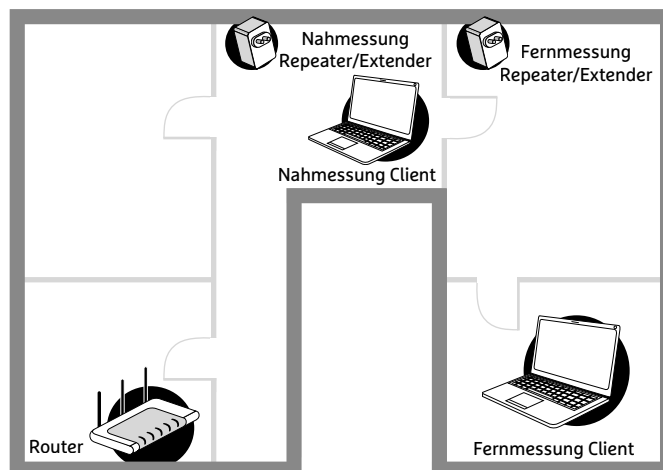 Nahmessung
Repeater/Extender
Fernmessung
Repeater/Extender
Nahmessung Client
Router
Fernmessung Client